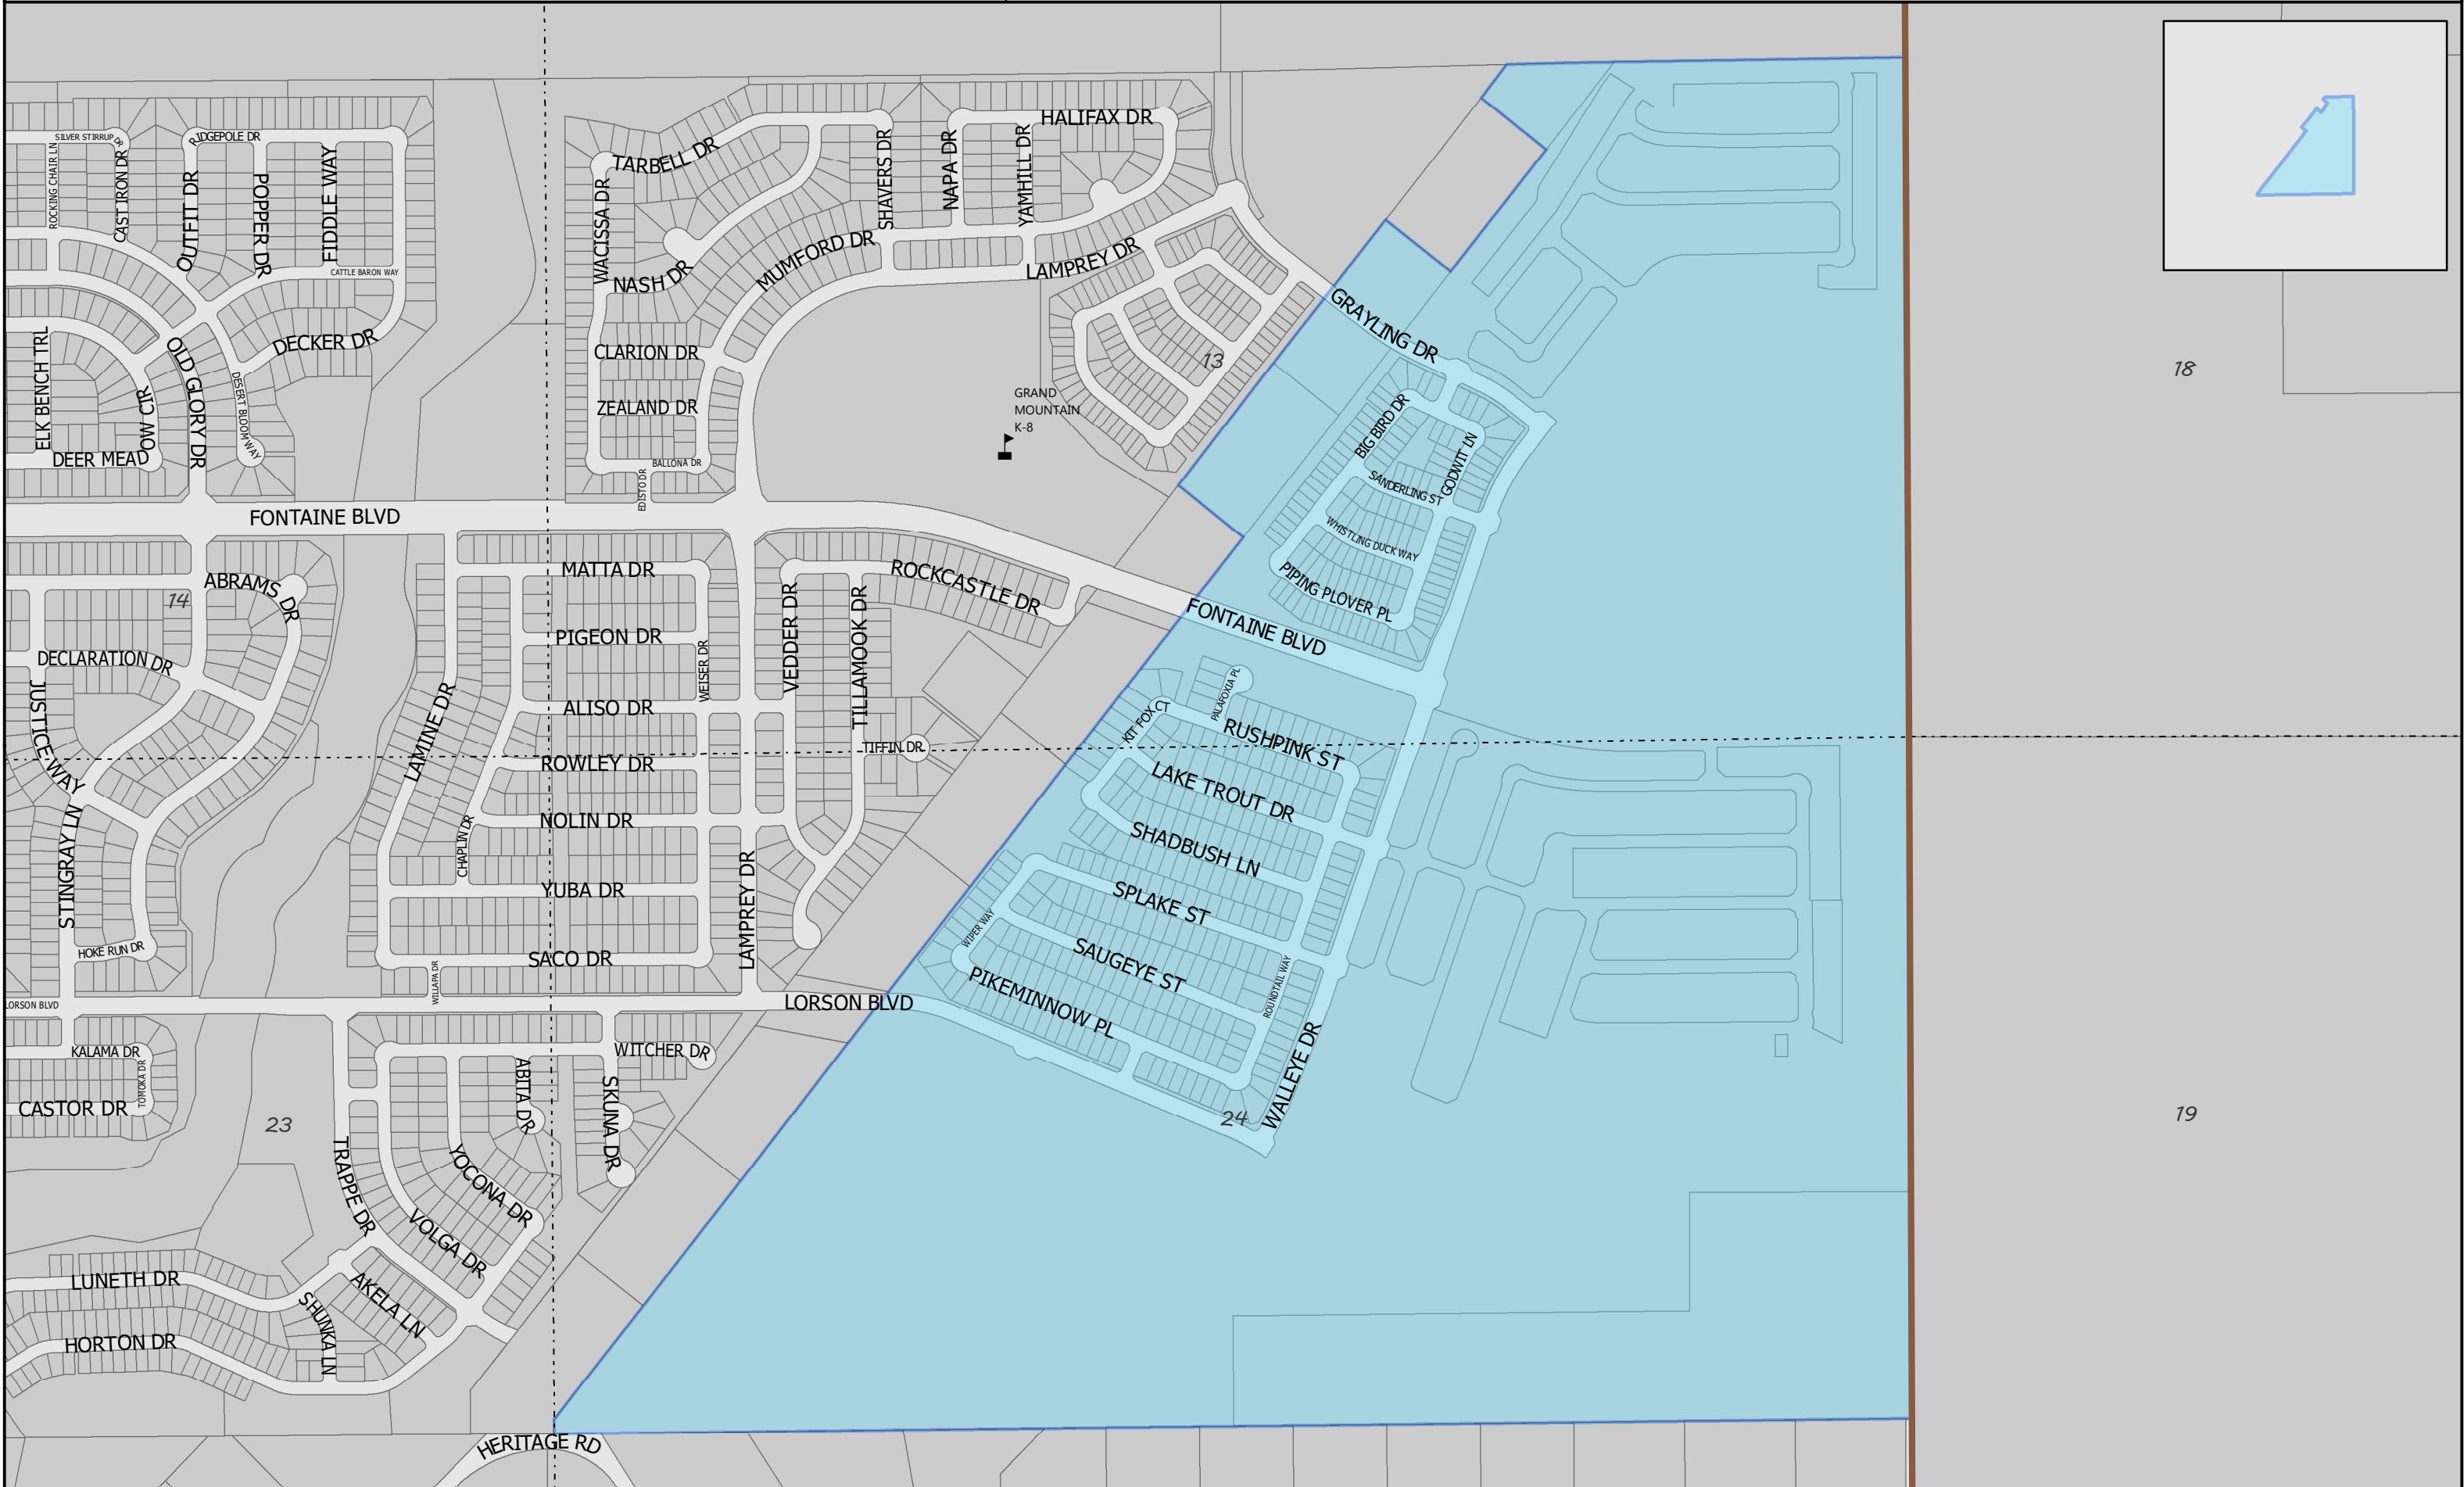 SILVER STIRRUP DR
RIDGEPOLE DR
ROCKING CHAIR LN
CAST IRON DR
OUTFIT DR
POPPER DR
FIDDLE WAY
CATTLE BARON WAY
DECKER DR
ELK BENCH TRL
OLD GLORY DR
DESERT BLOOM WAY
DEER MEADOW CIR
TARBELL DR
WACISSA DR
NASH DR
MUMFORD DR
SHAVERS DR
NAPA DR
YAMHILL DR
HALIFAX DR
LAMPREY DR
CLARION DR
ZEALAND DR
BALLONA DR
EDISTO DR
GRAND
MOUNTAIN
K-8
13
GRAYLING DR
BIG BIRD DR
GODWIT LN
SANDERLING ST
WHISTLING DUCK WAY
PIPING PLOVER PL
18
FONTAINE BLVD
FONTAINE BLVD
ABRAMS DR
14
DECLARATION DR
JUSTICE WAY
STINGRAY LN
HOKE RUN DR
LAMINE DR
MATTA DR
PIGEON DR
WEISER DR
ALISO DR
ROWLEY DR
NOLIN DR
CHAPLIN DR
YUBA DR
SACO DR
WILLAPA DR
VEDDER DR
TILLAMOOK DR
ROCKCASTLE DR
TIFFIN DR
LAMPREY DR
PALAFOXIA PL
KIT FOX CT
RUSHPINK ST
LAKE TROUT DR
SHADBUSH LN
SPLAKE ST
WIPER WAY
SAUGEYE ST
PIKEMINNOW PL
ROUNDTAIL WAY
WALLEYE DR
24
19
LORSON BLVD
LORSON BLVD
KALAMA DR
TOMOKA DR
CASTOR DR
23
WITCHER DR
ABITA DR
SKUNA DR
TRAPPE DR
YOCONA DR
VOLGA DR
AKELA LN
SHUNKA LN
LUNETH DR
HORTON DR
HERITAGE RD